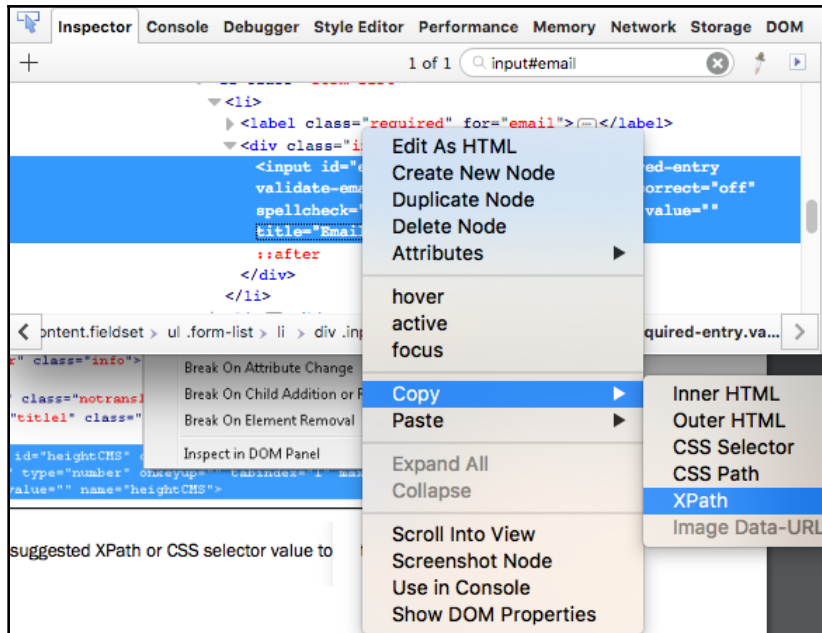 Inspector Console Debugger Style Editor Performance Memory Network Storage DOM
+ 1 of 1 input#email
<li>
<label class="required" for="email"></label>
<div class="i
<input id="e ed-entry
validate-ema orrect="off"
spellcheck=" value=""
title="Email
::after
</div>
</li>
ontent.fieldset > ul .form-list > li > div .inp quired-entry.va...
Edit As HTML
Create New Node
Duplicate Node
Delete Node
Attributes
hover
active
focus
Copy
Paste
Expand All
Collapse
Scroll Into View
Screenshot Node
Use in Console
Show DOM Properties
Inner HTML
Outer HTML
CSS Selector
CSS Path
XPath
Image Data-URL
" class="info">
class="notransl
"title1" class="
id="heightCMS"
type="number" onkeyup="" tabindex="1" max
value="" name="heightCMS">
Break On Attribute Change
Break On Child Addition or R
Break On Element Removal
Inspect in DOM Panel
suggested XPath or CSS selector value to